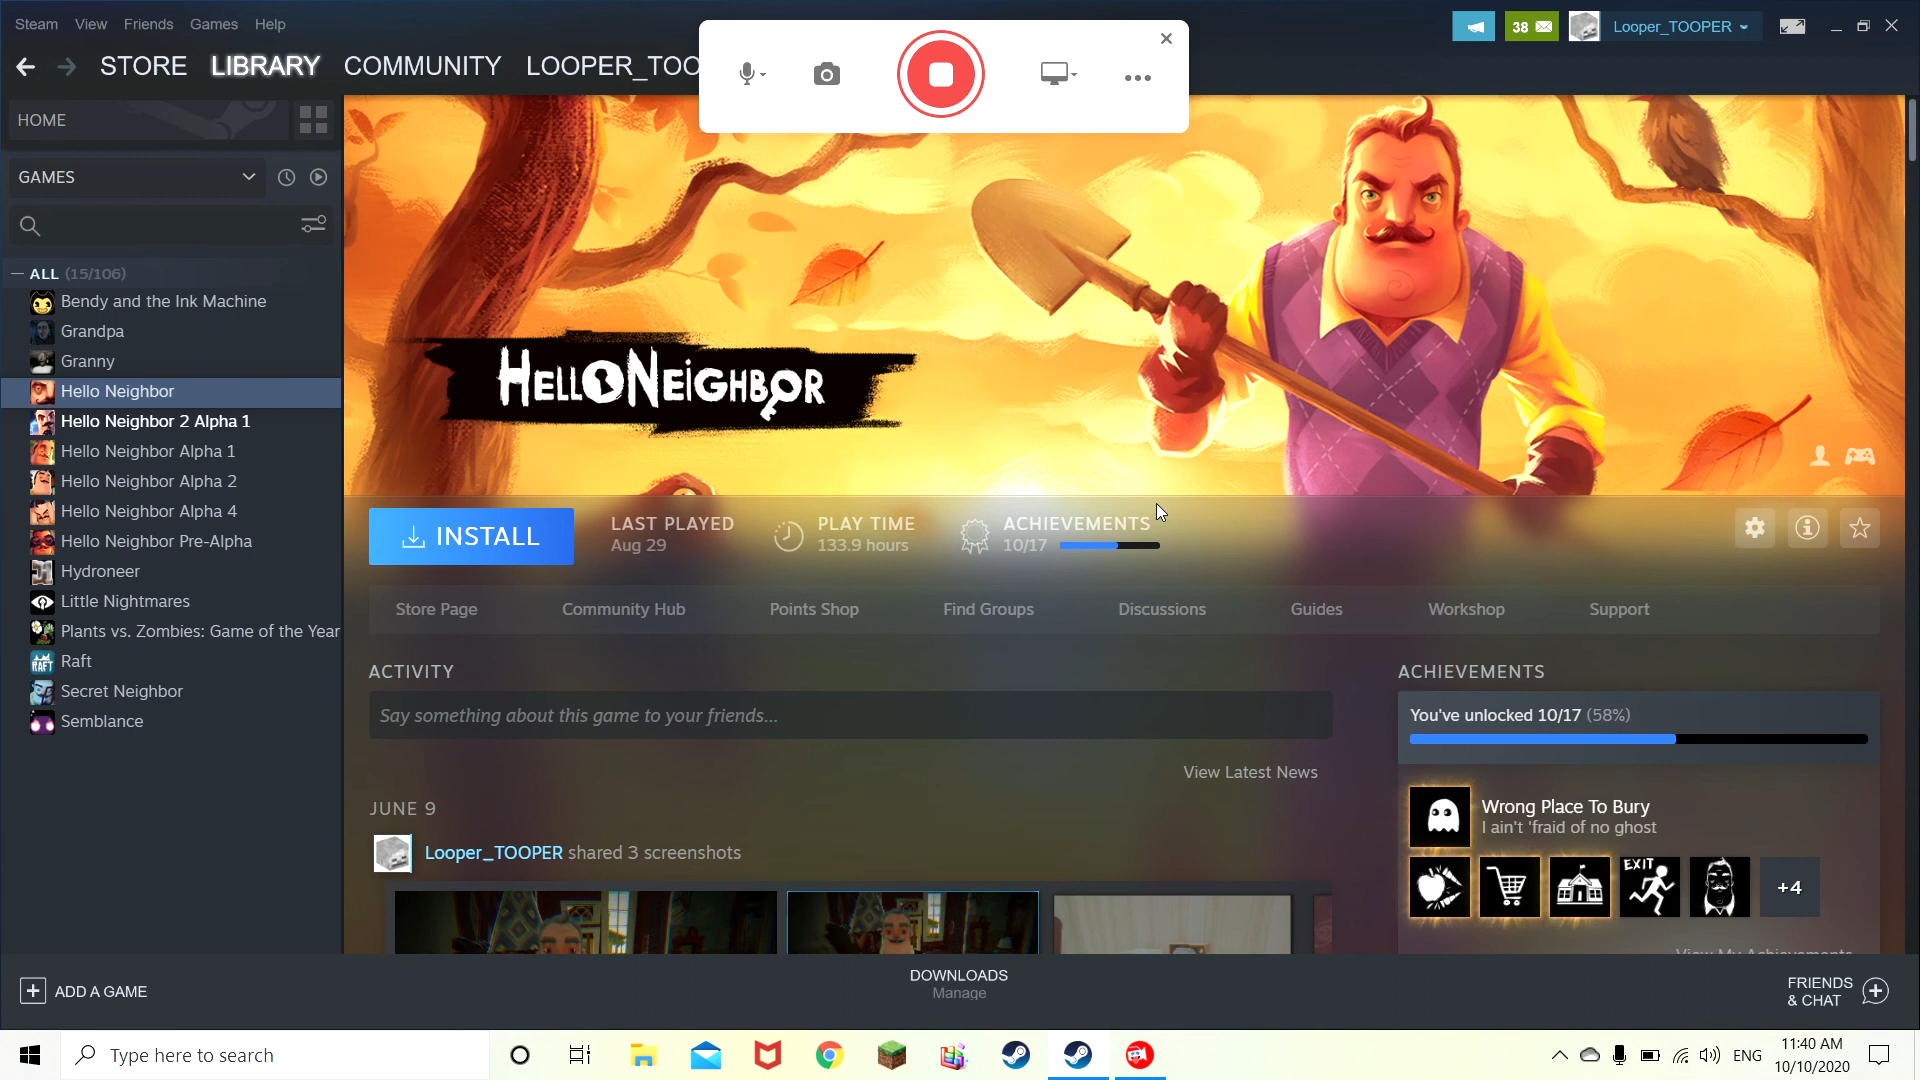 Steam View Friends Games Help
38
Looper_TOOPER
STORE LIBRARY COMMUNITY LOOPER_TOO
HOME
GAMES
ALL (15/106)
Bendy and the Ink Machine
Grandpa
Granny
Hello Neighbor
Hello Neighbor 2 Alpha 1
Hello Neighbor Alpha 1
Hello Neighbor Alpha 2
Hello Neighbor Alpha 4
Hello Neighbor Pre-Alpha
Hydroneer
Little Nightmares
Plants vs. Zombies: Game of the Year
RAFT
Raft
Secret Neighbor
Semblance
HELLO NEIGHBOR
INSTALL
LAST PLAYED
Aug 29
PLAY TIME
133.9 hours
ACHIEVEMENTS
10/17
Store Page Community Hub Points Shop Find Groups Discussions Guides Workshop Support
ACTIVITY
Say something about this game to your friends...
View Latest News
JUNE 9
Looper_TOOPER shared 3 screenshots
ACHIEVEMENTS
You've unlocked 10/17 (58%)
Wrong Place To Bury
I ain't 'fraid of no ghost
EXIT
+4
View My Achievements
ADD A GAME
DOWNLOADS
Manage
FRIENDS
& CHAT
Type here to search
ENG
11:40 AM
10/10/2020